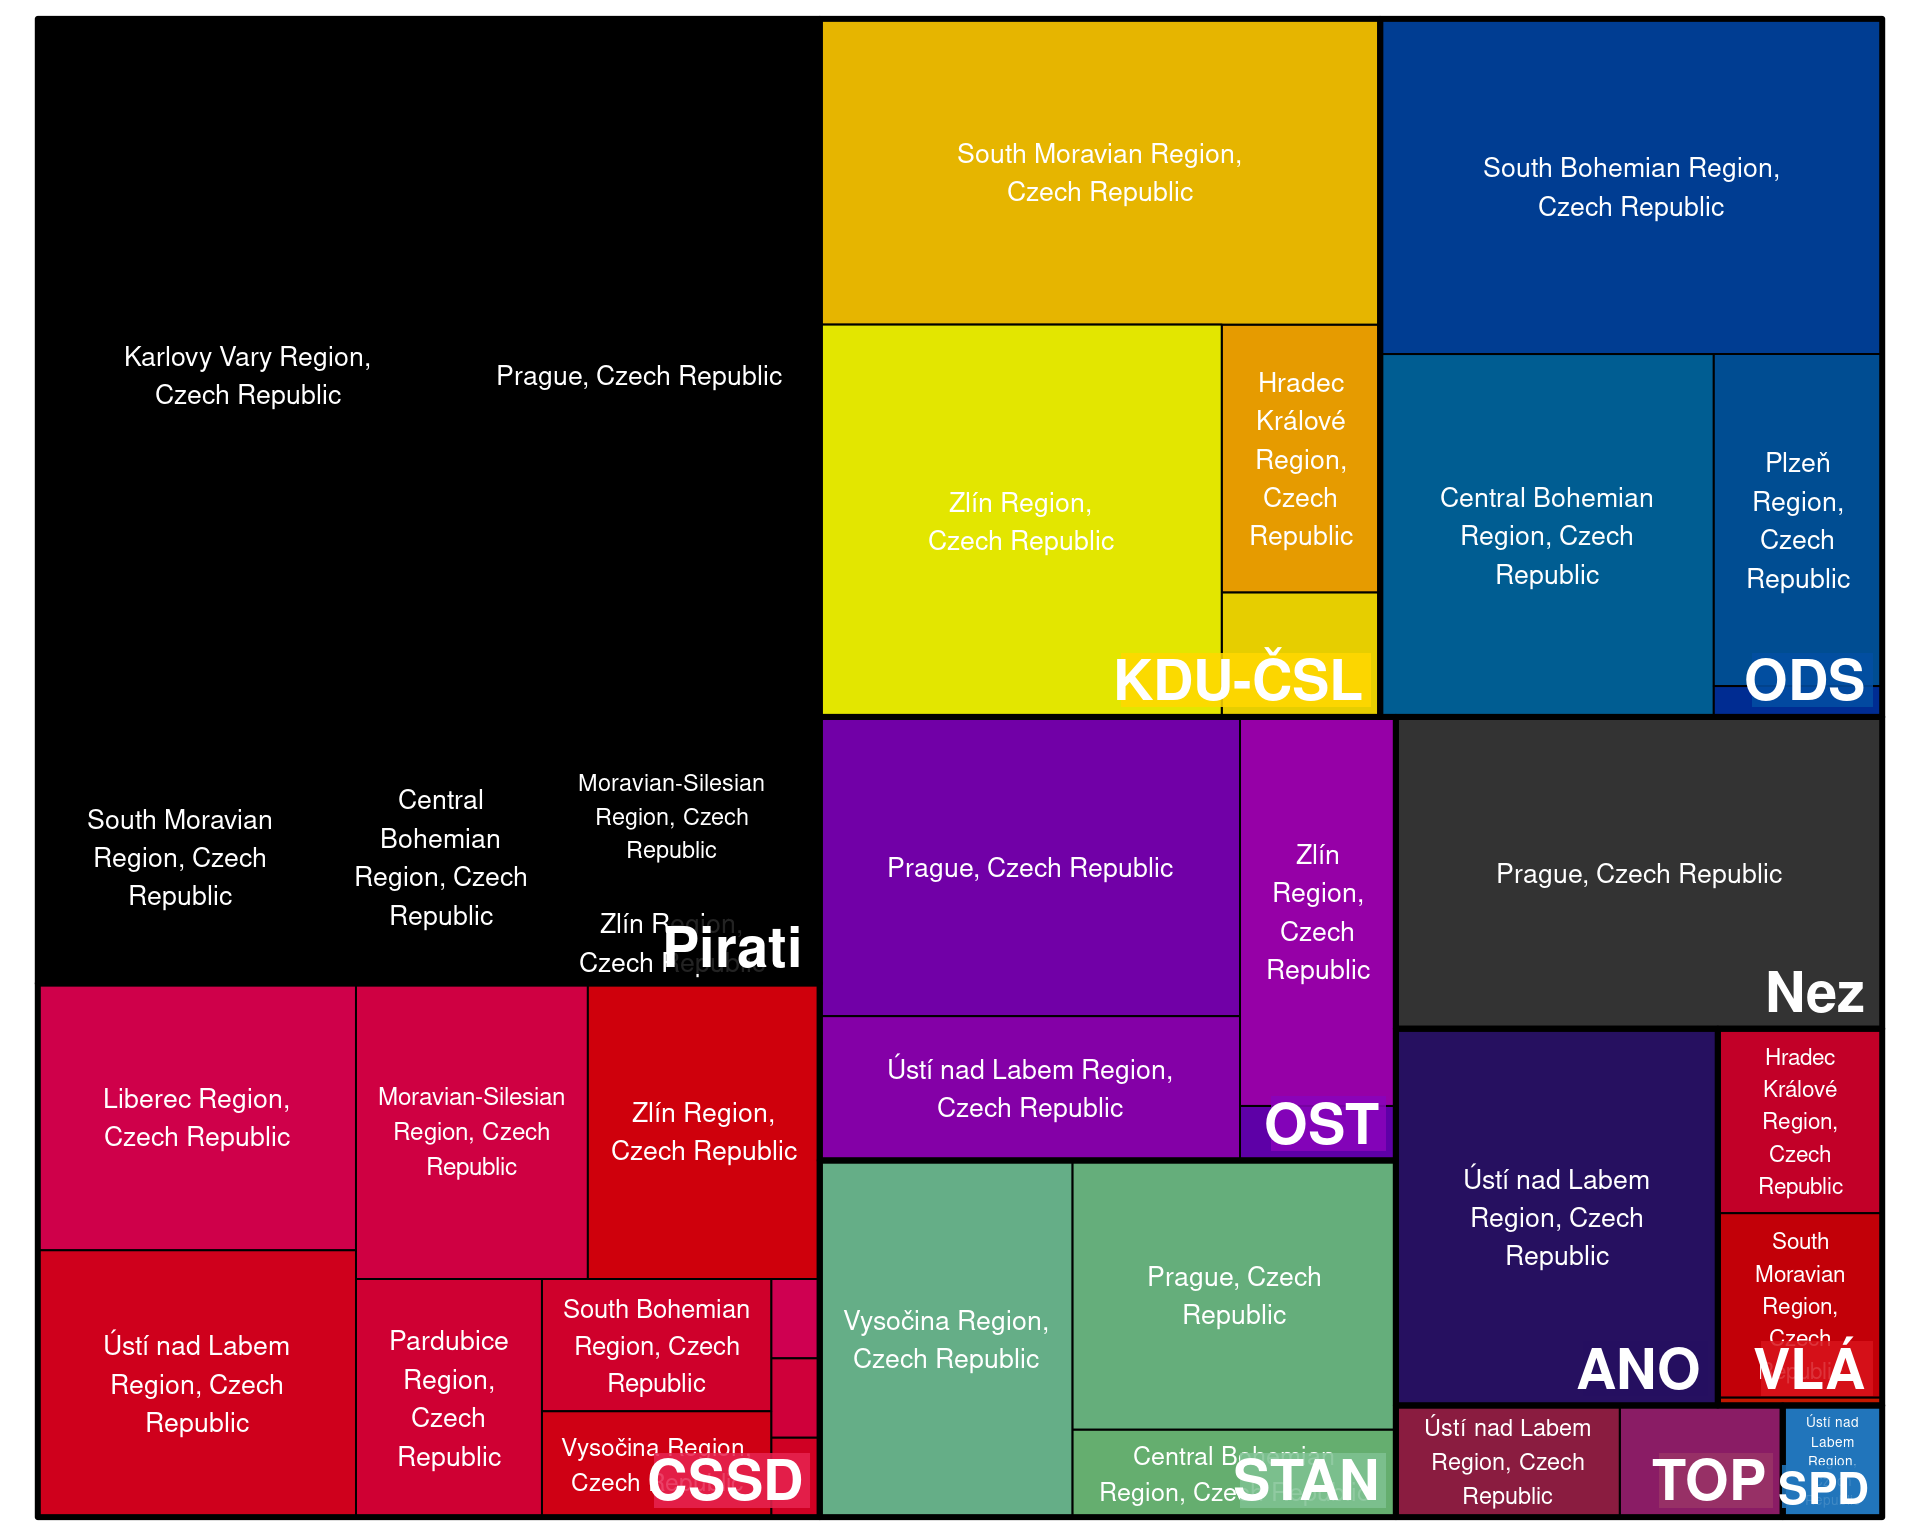 Karlovy Vary Region,
Czech Republic
Prague, Czech Republic
South Moravian
Region, Czech
Republic
Central
Bohemian
Region, Czech
Republic
Moravian-Silesian
Region, Czech
Republic
Zlín Region,
Czech Republic
Pirati
South Moravian Region,
Czech Republic
Zlín Region,
Czech Republic
Hradec
Králové
Region,
Czech
Republic
KDU-ČSL
South Bohemian Region,
Czech Republic
Central Bohemian
Region, Czech
Republic
Plzeň
Region,
Czech
Republic
ODS
Liberec Region,
Czech Republic
Moravian-Silesian
Region, Czech
Republic
Zlín Region,
Czech Republic
Ústí nad Labem
Region, Czech
Republic
Pardubice
Region,
Czech
Republic
South Bohemian
Region, Czech
Republic
Vysočina Region,
Czech Republic
CSSD
Prague, Czech Republic
Zlín
Region,
Czech
Republic
Ústí nad Labem Region,
Czech Republic
OST
Prague, Czech Republic
Nez
Vysočina Region,
Czech Republic
Prague, Czech
Republic
Central Bohemian
Region, Czech Republic
STAN
Ústí nad Labem
Region, Czech
Republic
ANO
Hradec
Králové
Region,
Czech
Republic
South
Moravian
Region,
Czech
Republic
VLÁ
Ústí nad Labem
Region, Czech
Republic
TOP
Ústí nad
Labem
Region,
SPD